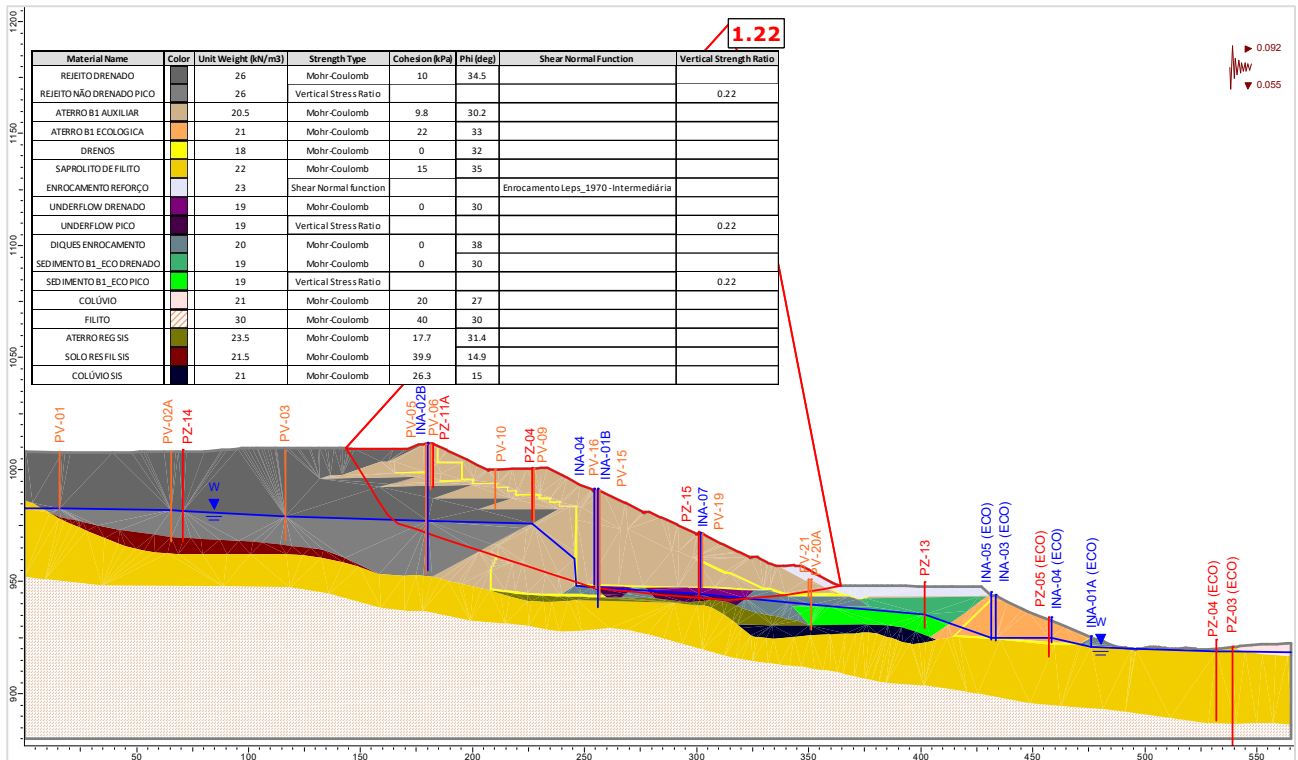 1.22
0.092
0.055
Material Name Color Unit Weight (kN/m3) Strength Type Cohesion (kPa) Phi (deg) Shear Normal Function Vertical Strength Ratio
REJEITO DRENADO 26 Mohr-Coulomb 10 34.5
REJEITO NÃO DRENADO PICO 26 Vertical Stress Ratio 0.22
ATERRO B1 AUXILIAR 20.5 Mohr-Coulomb 9.8 30.2
ATERRO B1 ECOLOGICA 21 Mohr-Coulomb 22 33
DRENOS 18 Mohr-Coulomb 0 32
SAPROLITO DE FILITO 22 Mohr-Coulomb 15 35
ENROCAMENTO REFORÇO 23 Shear Normal function Enrocamento Leps_1970 - Intermediária
UNDERFLOW DRENADO 19 Mohr-Coulomb 0 30
UNDERFLOW PICO 19 Vertical Stress Ratio 0.22
DIQUES ENROCAMENTO 20 Mohr-Coulomb 0 38
SEDIMENTO B1_ECO DRENADO 19 Mohr-Coulomb 0 30
SEDIMENTO B1_ECO PICO 19 Vertical Stress Ratio 0.22
COLÚVIO 21 Mohr-Coulomb 20 27
FILITO 30 Mohr-Coulomb 40 30
ATERRO REG SIS 23.5 Mohr-Coulomb 17.7 31.4
SOLO RES FIL SIS 21.5 Mohr-Coulomb 39.9 14.9
COLÚVIO SIS 21 Mohr-Coulomb 26.3 15
1200
1150
1100
1050
1000
950
900
PV-01
PV-02A
PZ-14
PV-03
PV-05
INA-02B
PV-06
PZ-11A
PV-10
PZ-04
PV-09
INA-04
PV-16
INA-01B
PV-15
PZ-15
INA-07
PV-19
PV-21
PV-20A
PZ-13
INA-05 (ECO)
INA-03 (ECO)
PZ-05 (ECO)
INA-04 (ECO)
INA-01A (ECO)
PZ-04 (ECO)
PZ-03 (ECO)
W
W
50 100 150 200 250 300 350 400 450 500 550